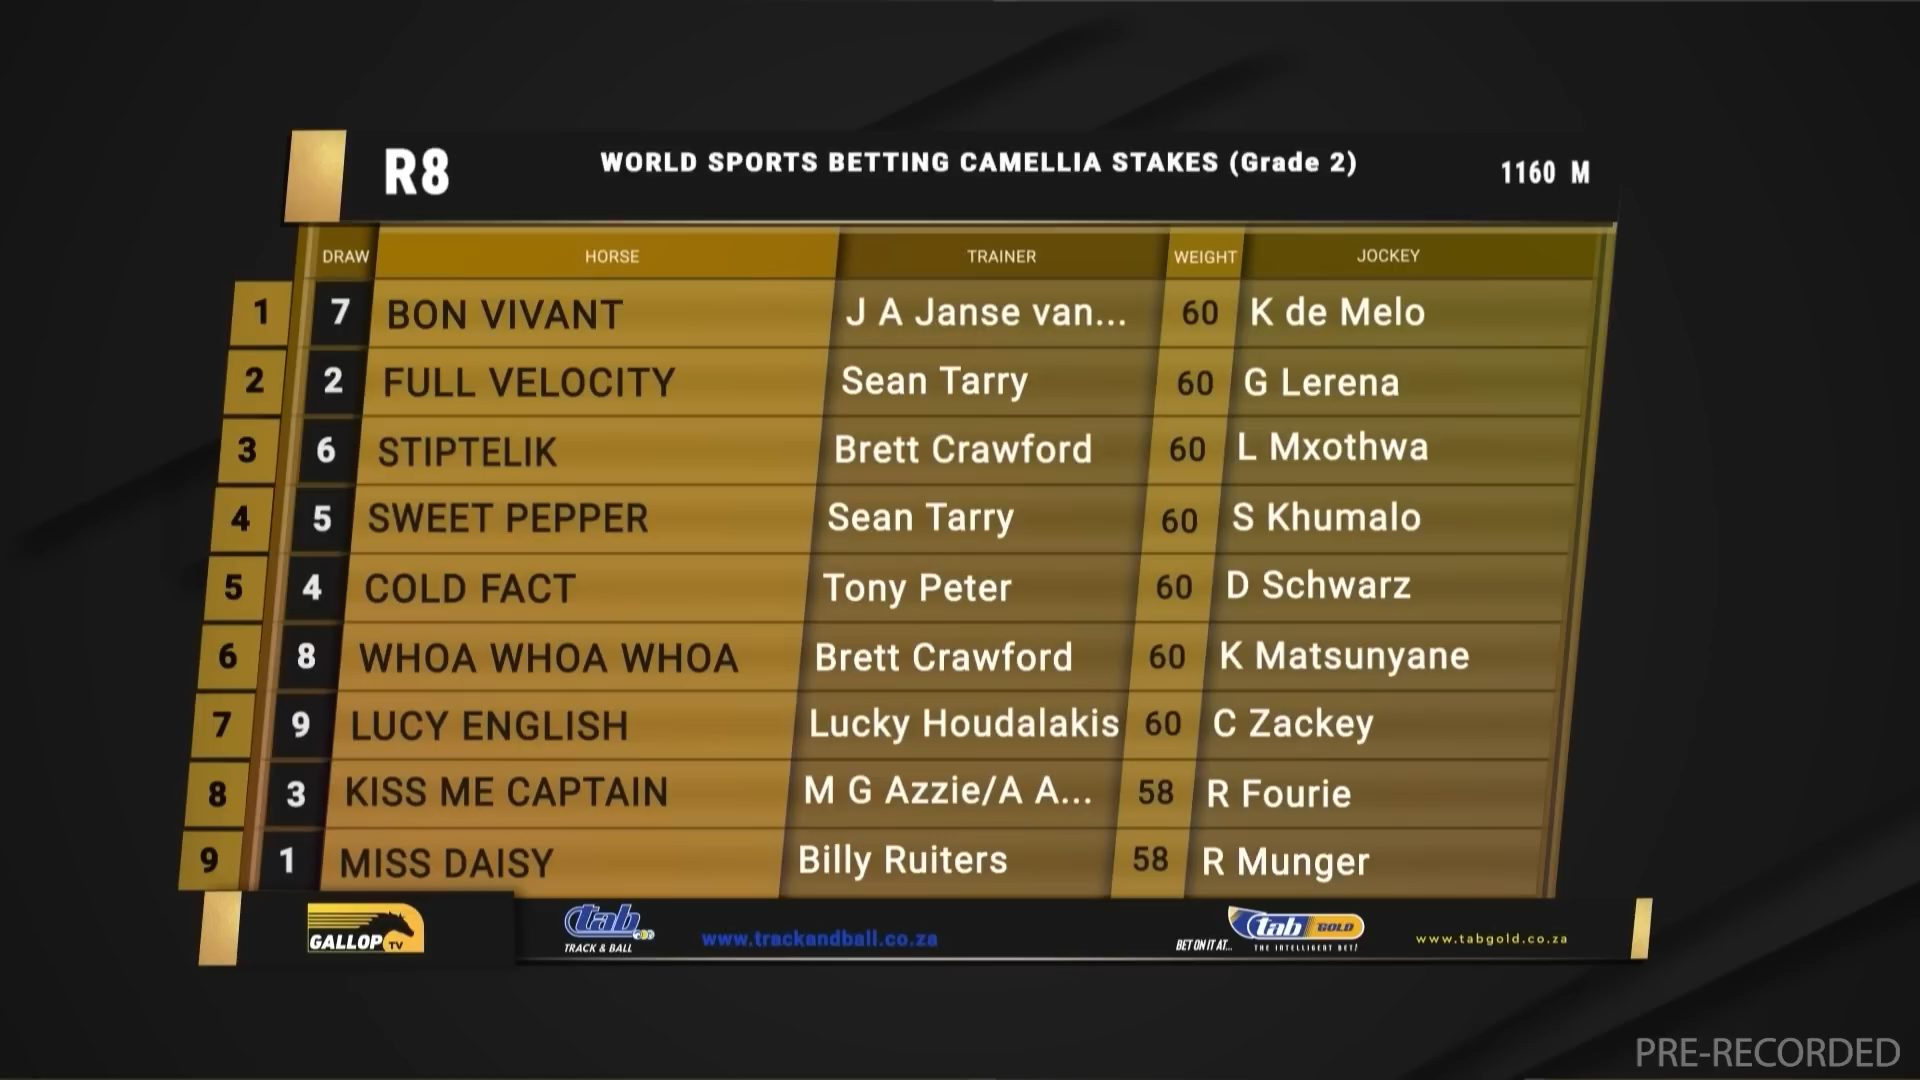 R8 WORLD SPORTS BETTING CAMELLIA STAKES (Grade 2) 1160 M
DRAW HORSE TRAINER WEIGHT JOCKEY
1 7 BON VIVANT J A Janse van... 60 K de Melo
2 2 FULL VELOCITY Sean Tarry 60 G Lerena
3 6 STIPTELIK Brett Crawford 60 L Mxothwa
4 5 SWEET PEPPER Sean Tarry 60 S Khumalo
5 4 COLD FACT Tony Peter 60 D Schwarz
6 8 WHOA WHOA WHOA Brett Crawford 60 K Matsunyane
7 9 LUCY ENGLISH Lucky Houdalakis 60 C Zackey
8 3 KISS ME CAPTAIN M G Azzie/A A... 58 R Fourie
9 1 MISS DAISY Billy Ruiters 58 R Munger
GALLOP TV
tab
TRACK & BALL
www.trackandball.co.za
BET ON IT AT...
tab GOLD
THE INTELLIGENT BET!
www.tabgold.co.za
PRE-RECORDED